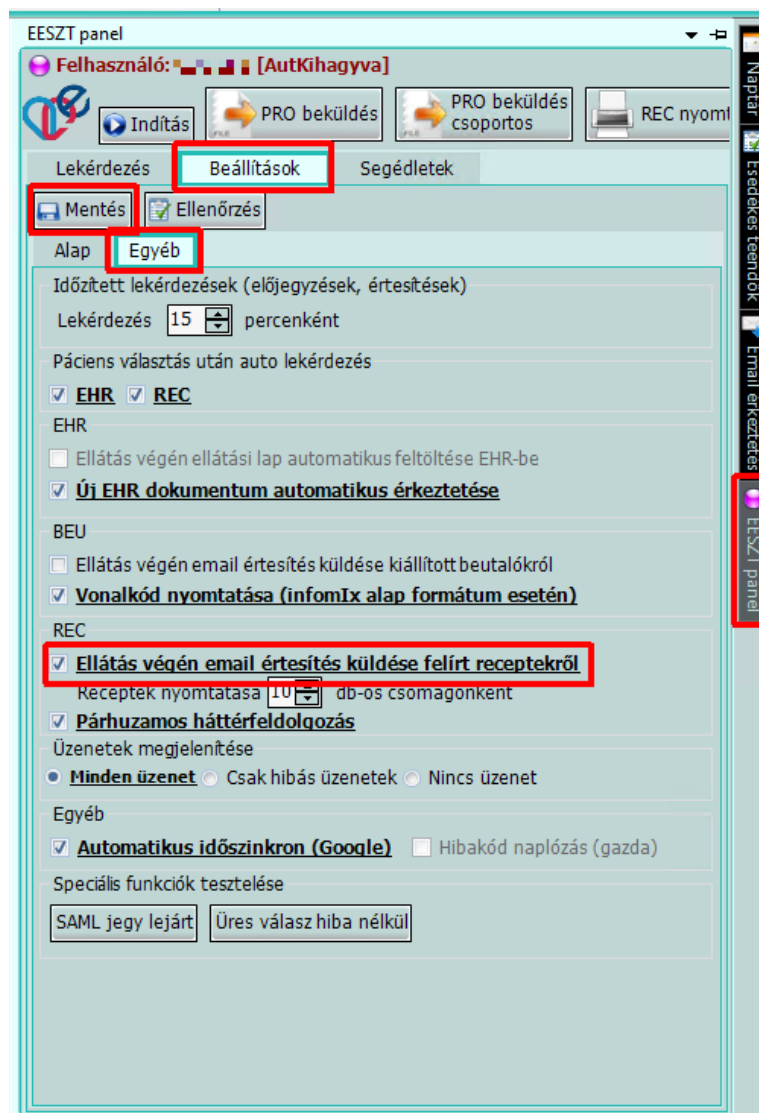 EESZT panel
Felhasználó: [AutKihagyva]
Indítás
PRO beküldés
PRO beküldés
csoportos
REC nyomt
Lekérdezés Beállítások Segédletek
Mentés Ellenőrzés
Alap Egyéb
Időzített lekérdezések (előjegyzések, értesítések)
Lekérdezés 15 percenként
Páciens választás után auto lekérdezés
EHR REC
EHR
Ellátás végén ellátási lap automatikus feltöltése EHR-be
Új EHR dokumentum automatikus érkeztetése
BEU
Ellátás végén email értesítés küldése kiállított beutalókról
Vonalkód nyomtatása (infomIx alap formátum esetén)
REC
Ellátás végén email értesítés küldése felírt receptekről
Receptek nyomtatása 10 db-os csomagonként
Párhuzamos háttérfeldolgozás
Üzenetek megjelenítése
Minden üzenet Csak hibás üzenetek Nincs üzenet
Egyéb
Automatikus időszinkron (Google) Hibakód naplózás (gazda)
Speciális funkciók tesztelése
SAML jegy lejárt Üres válasz hiba nélkül
Naptár
Esedékes teendők
Email érkeztetés
EESZT panel